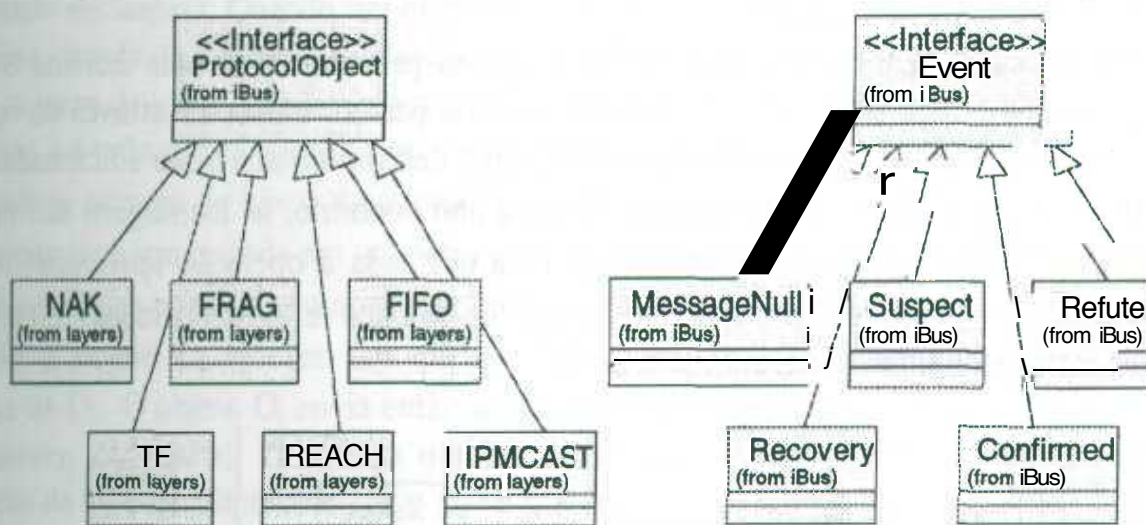 <<Interface>>
ProtocolObject
(from iBus)
<<Interface>>
Event
(from iBus)
NAK
(from layers)
FRAG
(from layers)
FIFO
(from layers)
MessageNull
(from iBus)
Suspect
(from iBus)
Refute
(from iBus)
TF
(from layers)
REACH
(from layers)
IPMCAST
(from layers)
Recovery
(from iBus)
Confirmed
(from iBus)